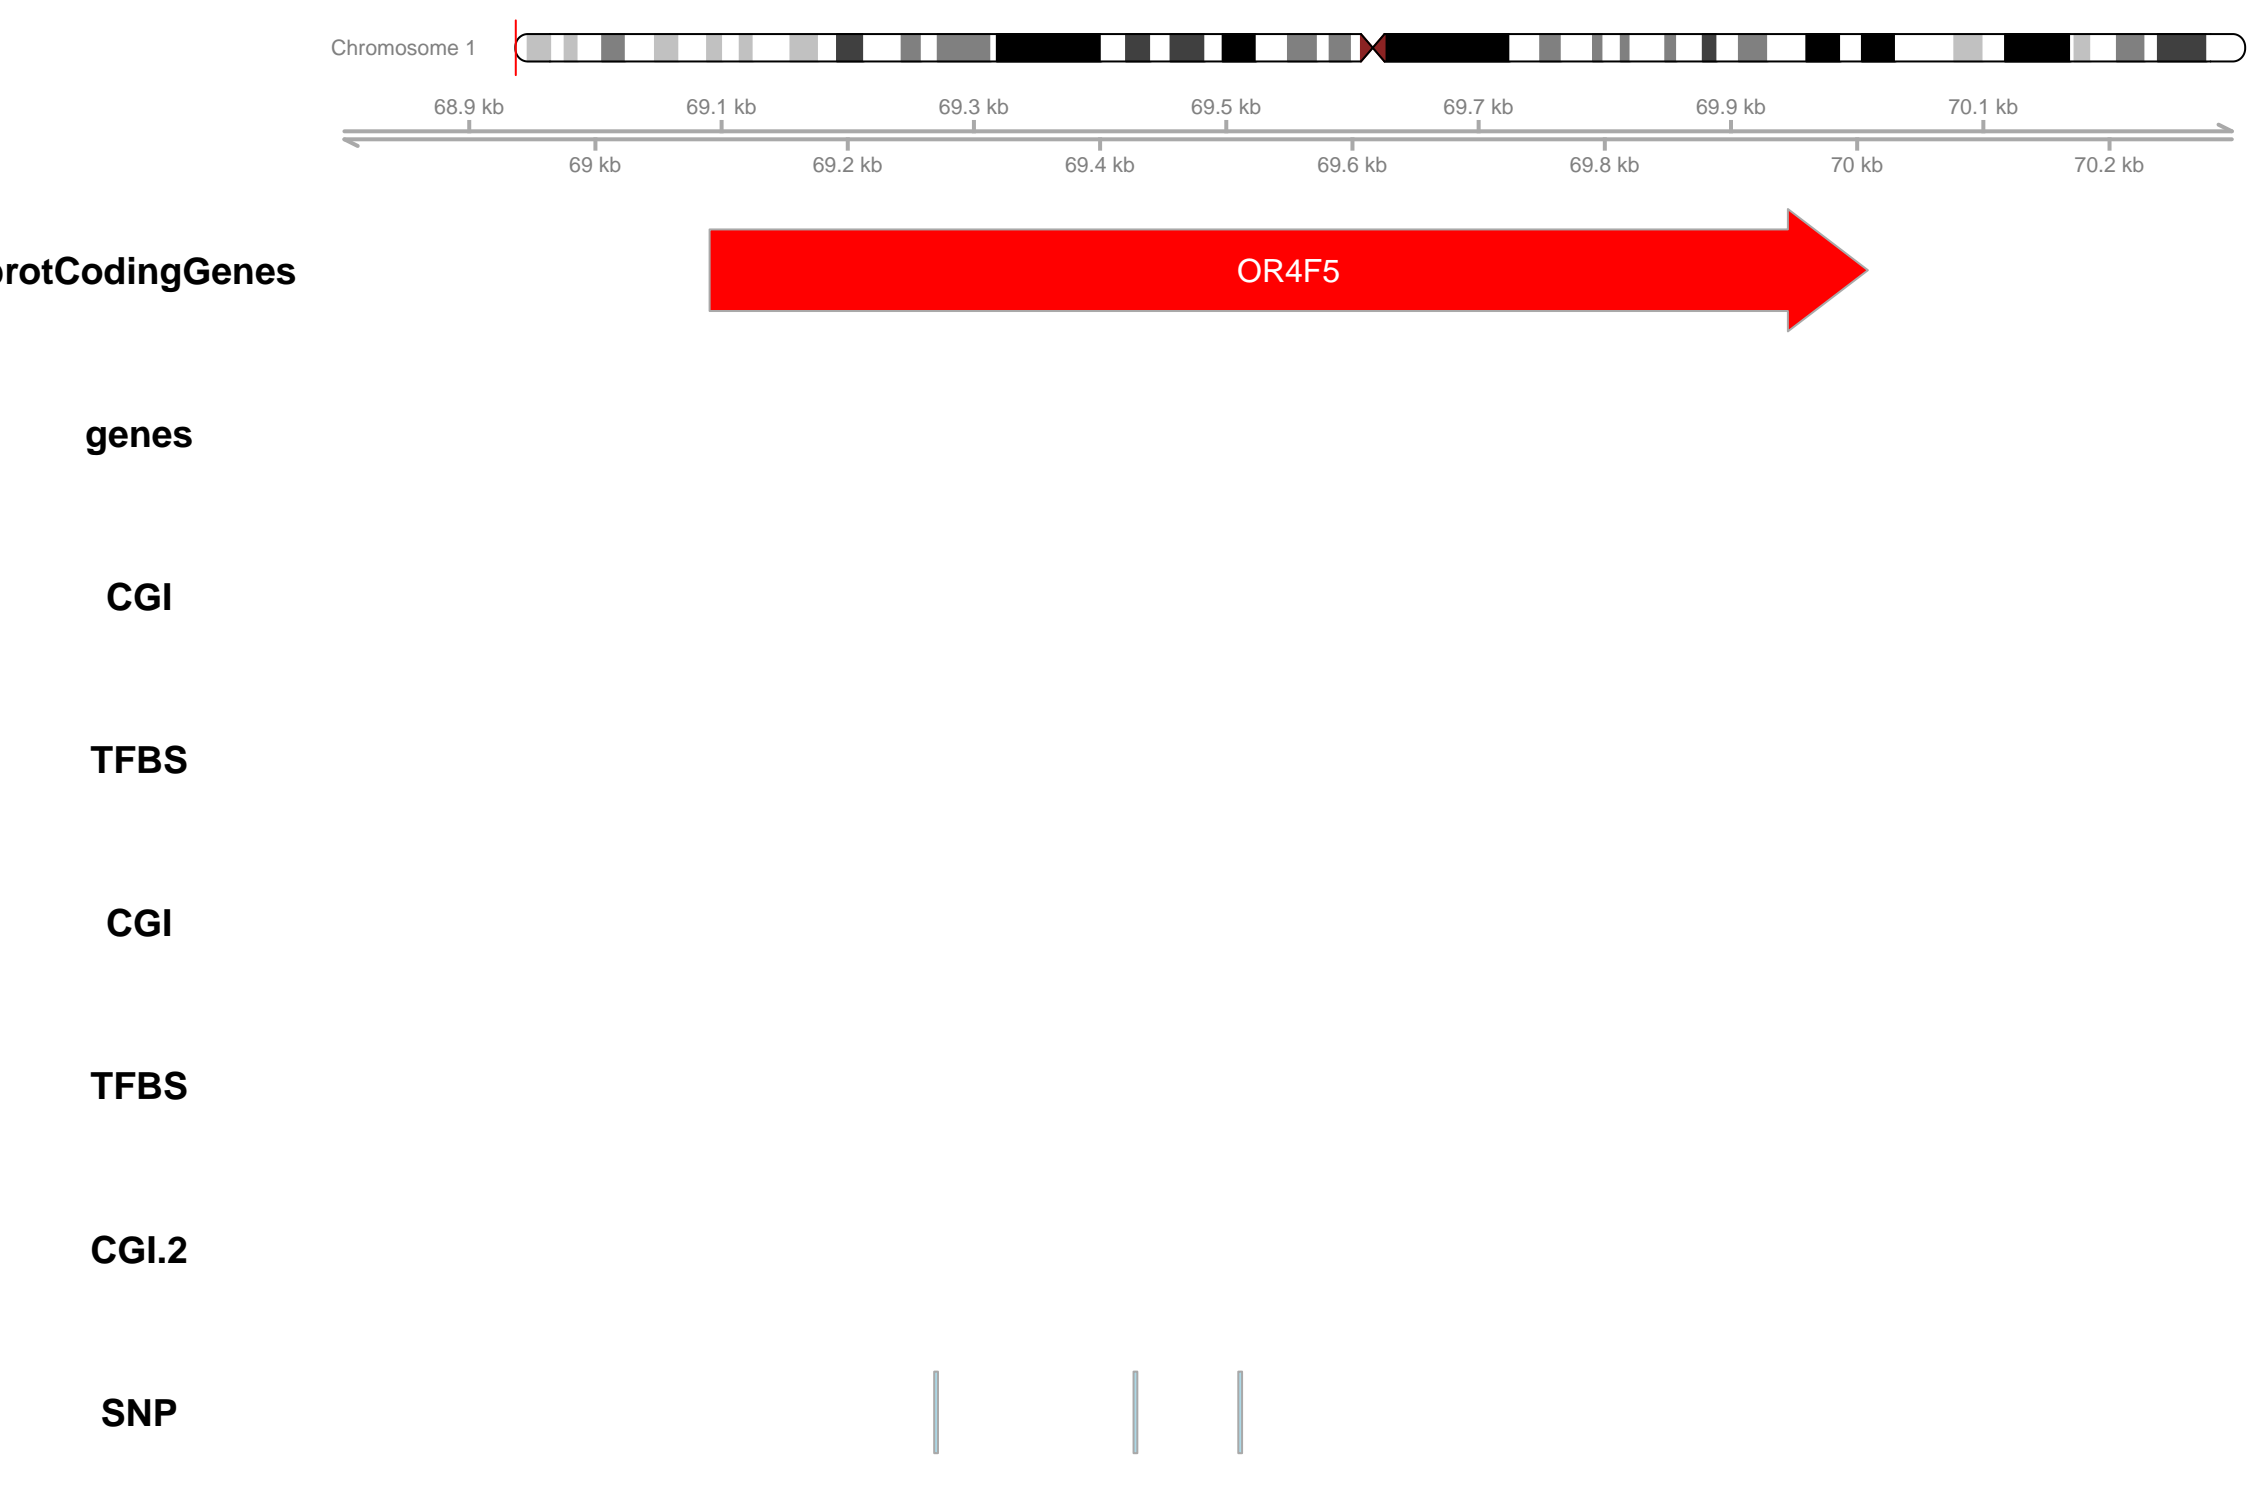 Chromosome 1
68.9 kb 69.1 kb 69.3 kb 69.5 kb 69.7 kb 69.9 kb 70.1 kb
69 kb 69.2 kb 69.4 kb 69.6 kb 69.8 kb 70 kb 70.2 kb
protCodingGenes OR4F5
genes
CGI
TFBS
CGI
TFBS
CGI.2
SNP